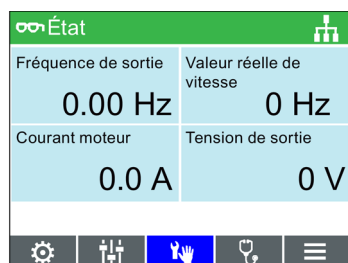 État
Fréquence de sortie
0.00 Hz
Valeur réelle de
vitesse
0 Hz
Courant moteur
0.0 A
Tension de sortie
0 V